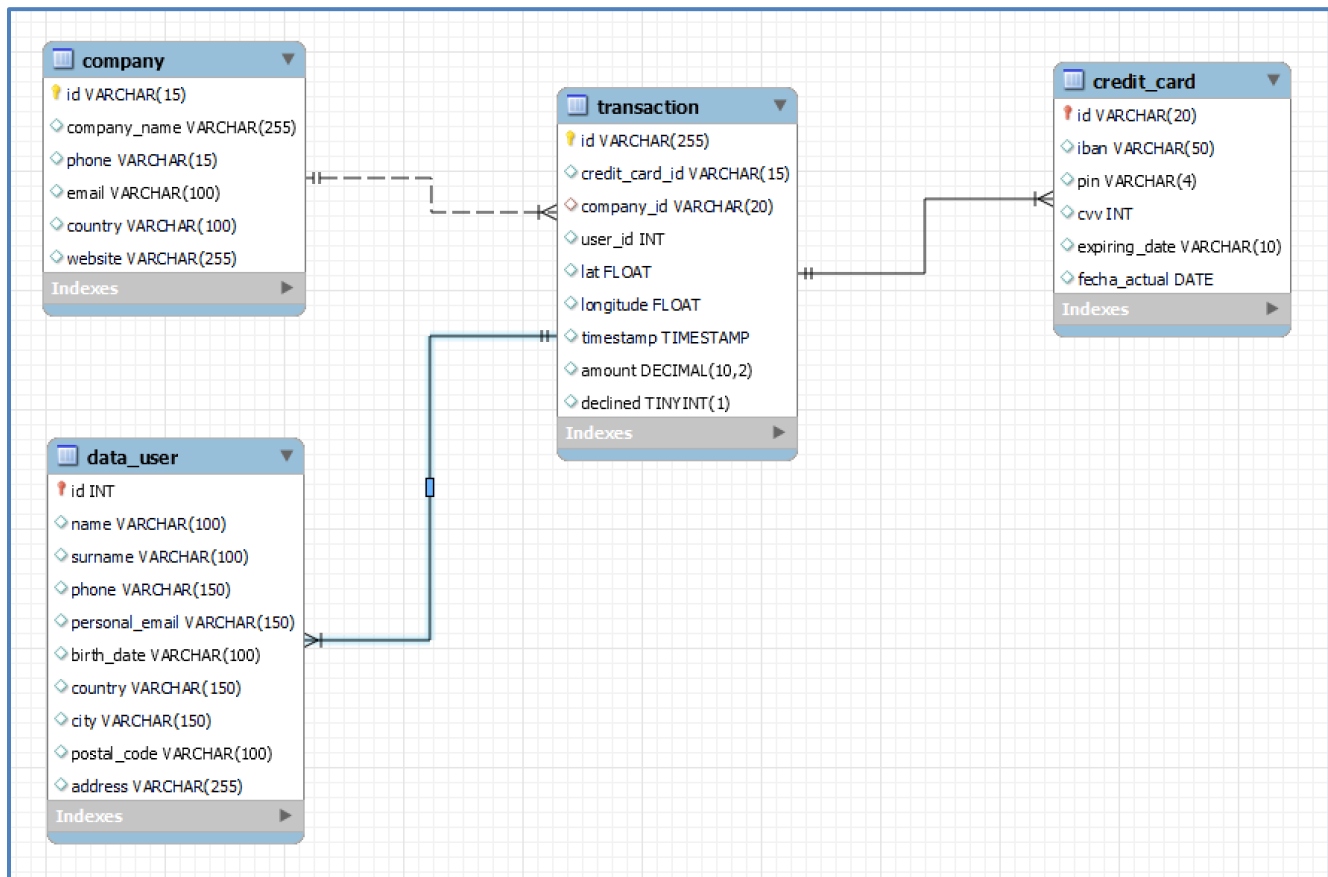 company
id VARCHAR(15)
company_name VARCHAR(255)
phone VARCHAR(15)
email VARCHAR(100)
country VARCHAR(100)
website VARCHAR(255)
Indexes
transaction
id VARCHAR(255)
credit_card_id VARCHAR(15)
company_id VARCHAR(20)
user_id INT
lat FLOAT
longitude FLOAT
timestamp TIMESTAMP
amount DECIMAL(10,2)
declined TINYINT(1)
Indexes
credit_card
id VARCHAR(20)
iban VARCHAR(50)
pin VARCHAR(4)
cvv INT
expiring_date VARCHAR(10)
fecha_actual DATE
Indexes
data_user
id INT
name VARCHAR(100)
surname VARCHAR(100)
phone VARCHAR(150)
personal_email VARCHAR(150)
birth_date VARCHAR(100)
country VARCHAR(150)
city VARCHAR(150)
postal_code VARCHAR(100)
address VARCHAR(255)
Indexes